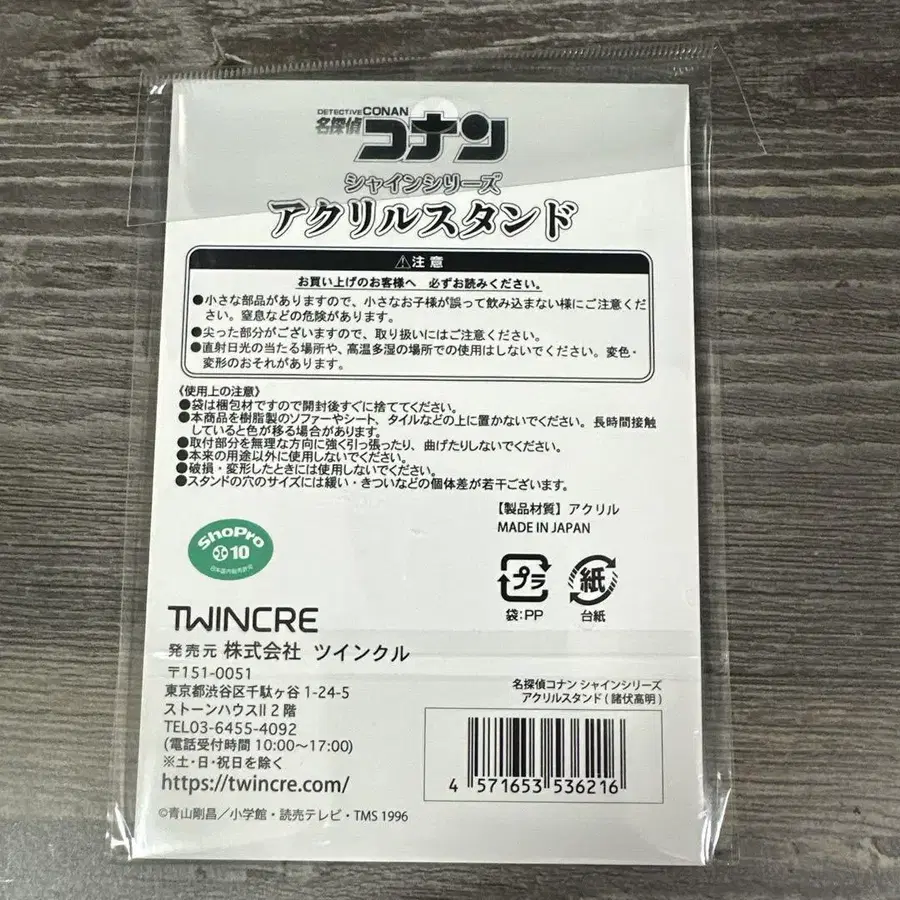 DETECTIVE CONAN
名探偵コナン
シャインシリーズ
アクリルスタンド
⚠注意
お買い上げのお客様へ 必ずお読みください。
●小さな部品がありますので、小さなお子様が誤って飲み込まない様にご注意くだ
さい。窒息などの危険があります。
●尖った部分がございますので、取り扱いにはご注意ください。
●直射日光の当たる場所や、高温多湿の場所での使用はしないでください。変色・
変形のおそれがあります。
《使用上の注意》
●袋は梱包材ですので開封後すぐに捨ててください。
●本商品を樹脂製のソファーやシート、タイルなどの上に置かないでください。長時間接触
していると色が移る場合があります。
●取付部分を無理な方向に強く引っ張ったり、曲げたりしないでください。
●本来の用途以外に使用しないでください。
●破損・変形したときには使用しないでください。
●スタンドの穴のサイズには緩い・きついなどの個体差が若干ございます。
【製品材質】アクリル
MADE IN JAPAN
ShoPro
10
日本国内販売許可
プラ
袋:PP
紙
台紙
TWINCRE
発売元 株式会社 ツインクル
〒151-0051
東京都渋谷区千駄ヶ谷1-24-5
ストーンハウスII 2階
TEL03-6455-4092
(電話受付時間 10:00~17:00)
※土・日・祝日を除く
https://twincre.com/
©青山剛昌/小学館・読売テレビ・TMS 1996
名探偵コナン シャインシリーズ
アクリルスタンド(諸伏高明)
4 571653 536216